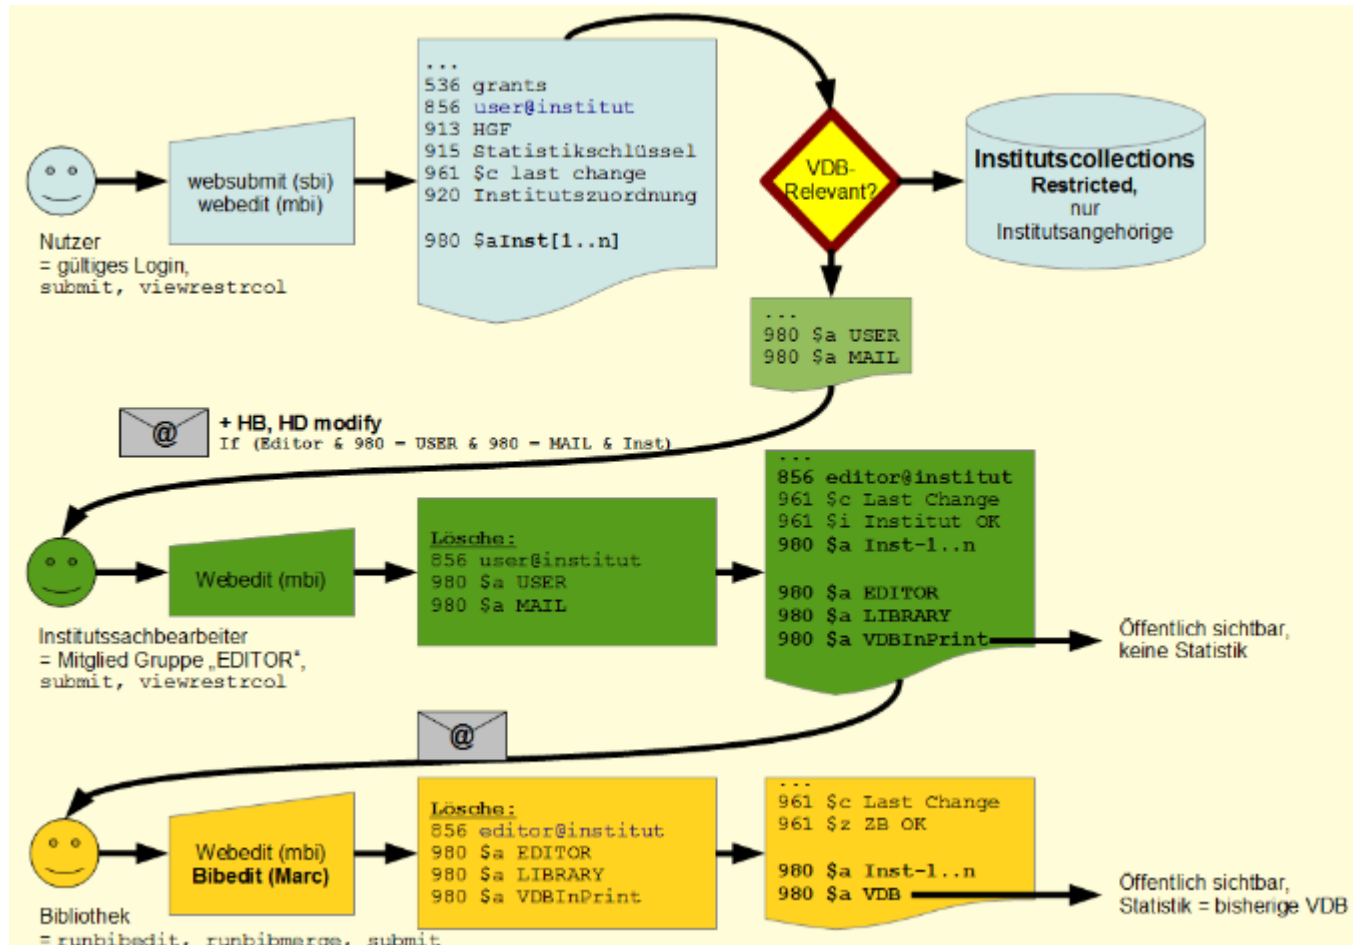 ...
536 grants
856 user@institut
913 HGF
915 Statistikschlüssel
961 $c last change
920 Institutszuordnung
980 $aInst[1..n]
websubmit (sbi)
webedit (mbi)
Nutzer
= gültiges Login,
submit, viewrestrcol
VDB-
Relevant?
Institutscollections
Restricted,
nur
Institutsangehörige
...
980 $a USER
980 $a MAIL
@
+ HB, HD modify
If (Editor & 980 = USER & 980 = MAIL & Inst)
Webedit (mbi)
Institutssachbearbeiter
= Mitglied Gruppe „EDITOR“,
submit, viewrestrcol
Lösche:
856 user@institut
980 $a USER
980 $a MAIL
...
856 editor@institut
961 $c Last Change
961 $i Institut OK
980 $a Inst-1..n
980 $a EDITOR
980 $a LIBRARY
980 $a VDBInPrint
Öffentlich sichtbar,
keine Statistik
@
Webedit (mbi)
Bibedit (Marc)
Bibliothek
= runbibedit, runbibmerge, submit
Lösche:
856 editor@institut
980 $a EDITOR
980 $a LIBRARY
980 $a VDBInPrint
...
961 $c Last Change
961 $z ZB OK
980 $a Inst-1..n
980 $a VDB
Öffentlich sichtbar,
Statistik = bisherige VDB